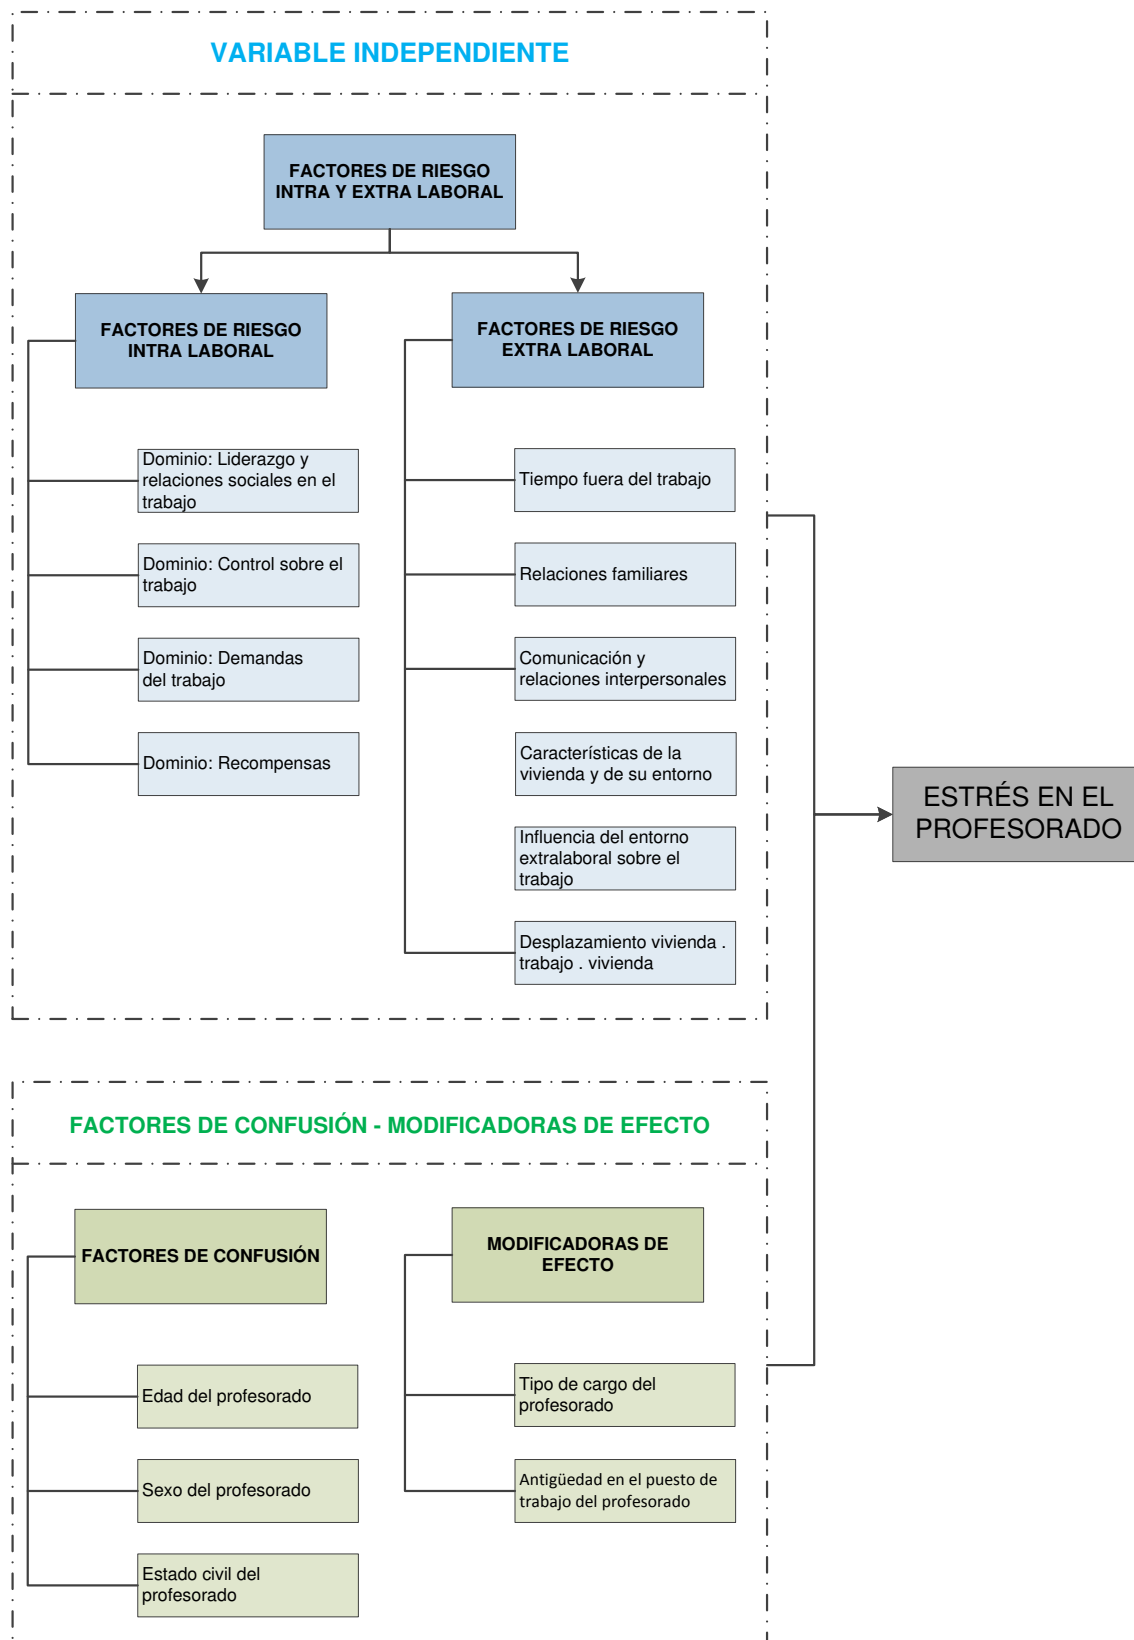 VARIABLE INDEPENDIENTE
FACTORES DE RIESGO
INTRA Y EXTRA LABORAL
FACTORES DE RIESGO
INTRA LABORAL
FACTORES DE RIESGO
EXTRA LABORAL
Dominio: Liderazgo y
relaciones sociales en el
trabajo
Dominio: Control sobre el
trabajo
Dominio: Demandas
del trabajo
Dominio: Recompensas
Tiempo fuera del trabajo
Relaciones familiares
Comunicación y
relaciones interpersonales
Característícas de la
vivienda y de su entorno
Influencia del entorno
extralaboral sobre el
trabajo
Desplazamiento vivienda .
trabajo . vivienda
ESTRÉS EN EL
PROFESORADO
FACTORES DE CONFUSIÓN - MODIFICADORAS DE EFECTO
FACTORES DE CONFUSIÓN
MODIFICADORAS DE
EFECTO
Edad del profesorado
Sexo del profesorado
Estado civil del
profesorado
Tipo de cargo del
profesorado
Antigüedad en el puesto de
trabajo del profesorado